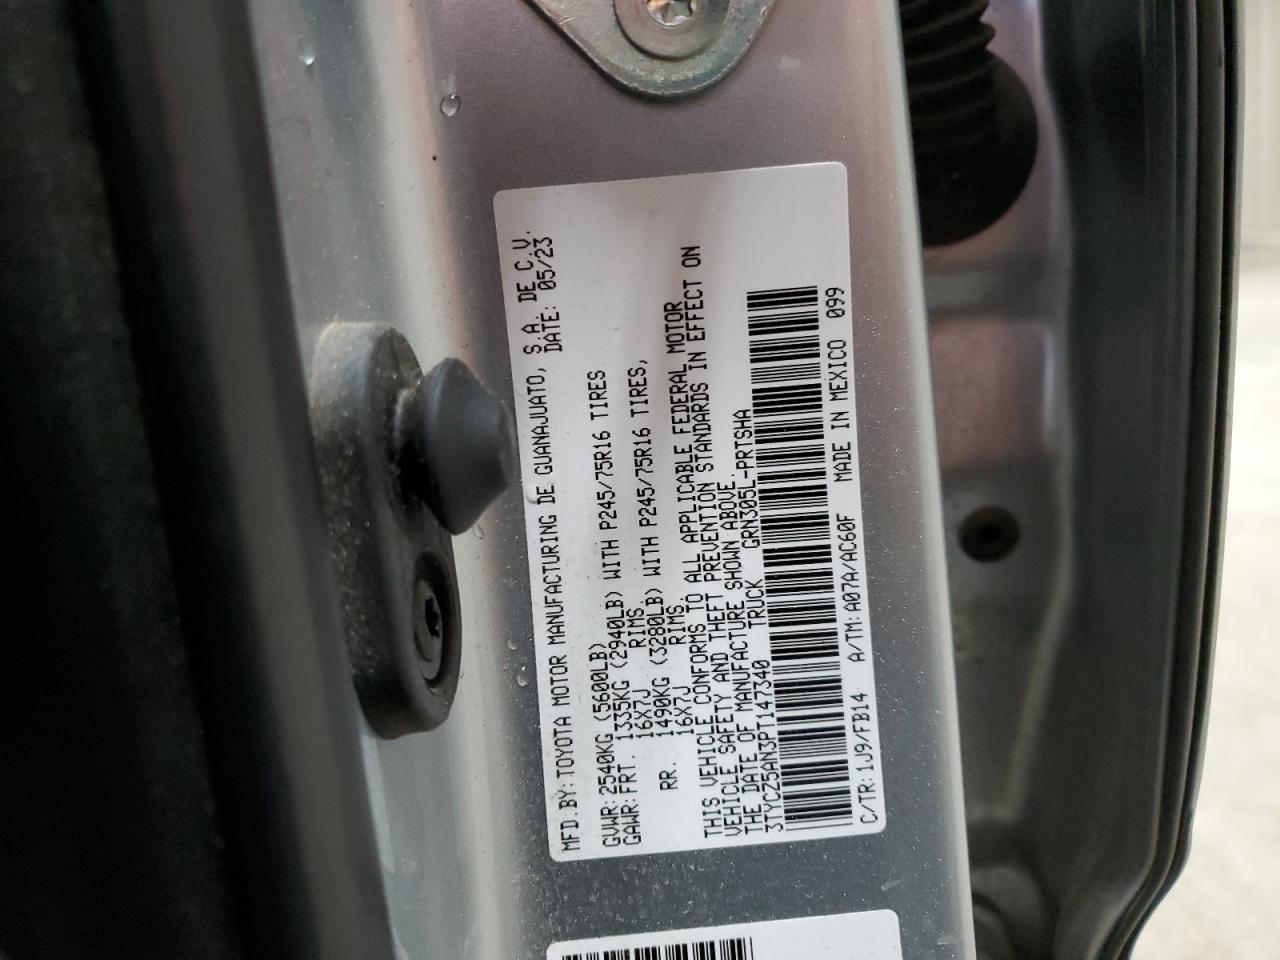 MFD.BY:TOYOTA MOTOR MANUFACTURING DE GUANAJUATO, S.A. DE C.V.
DATE: 05/23
GVWR:2540KG (5600LB)
GAWR:FRT. 1335KG (2940LB) WITH P245/75R16 TIRES
16X7J RIMS.
RR. 1490KG (3280LB) WITH P245/75R16 TIRES,
16X7J RIMS.
THIS VEHICLE CONFORMS TO ALL APPLICABLE FEDERAL MOTOR
VEHICLE SAFETY AND THEFT PREVENTION STANDARDS IN EFFECT ON
THE DATE OF MANUFACTURE SHOWN ABOVE.
3TYCZ5AN3PT147340 TRUCK GRN305L-PRTSHA
C/TR:1J9/FB14 A/TM:A07A/AC60F MADE IN MEXICO 099